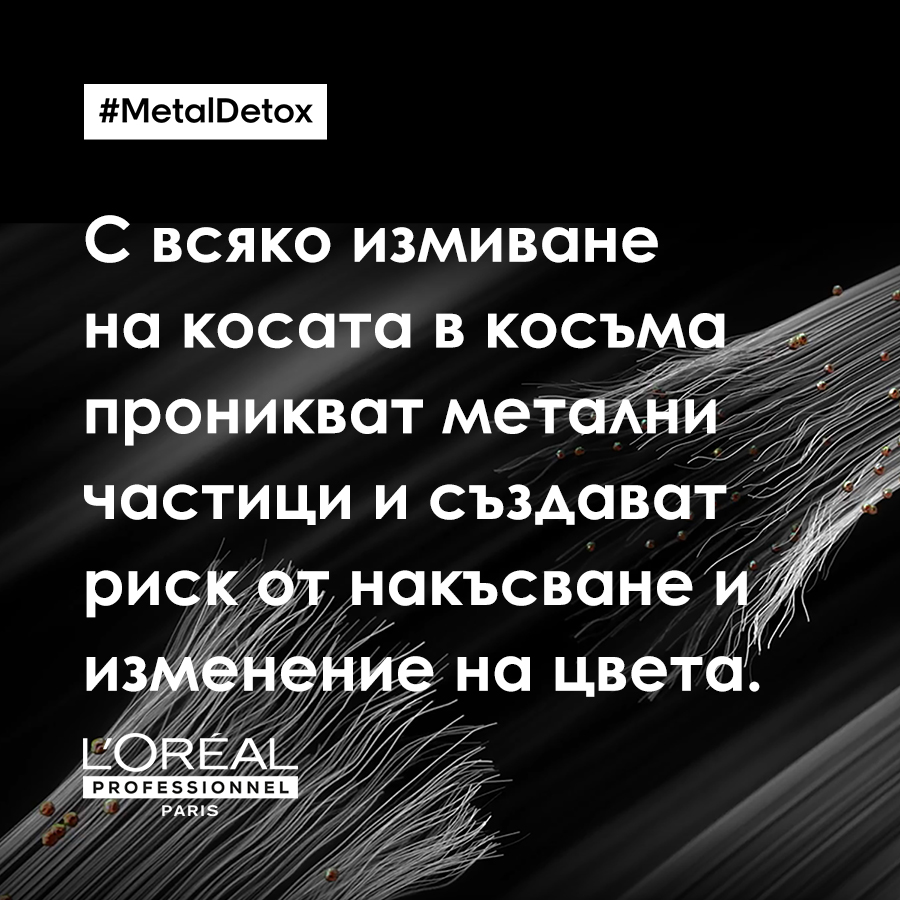 #MetalDetox
С всяко измиване
на косата в косъма
проникват метални
частици и създават
риск от накъсване и
изменение на цвета.
L'ORÉAL
PROFESSIONNEL
PARIS